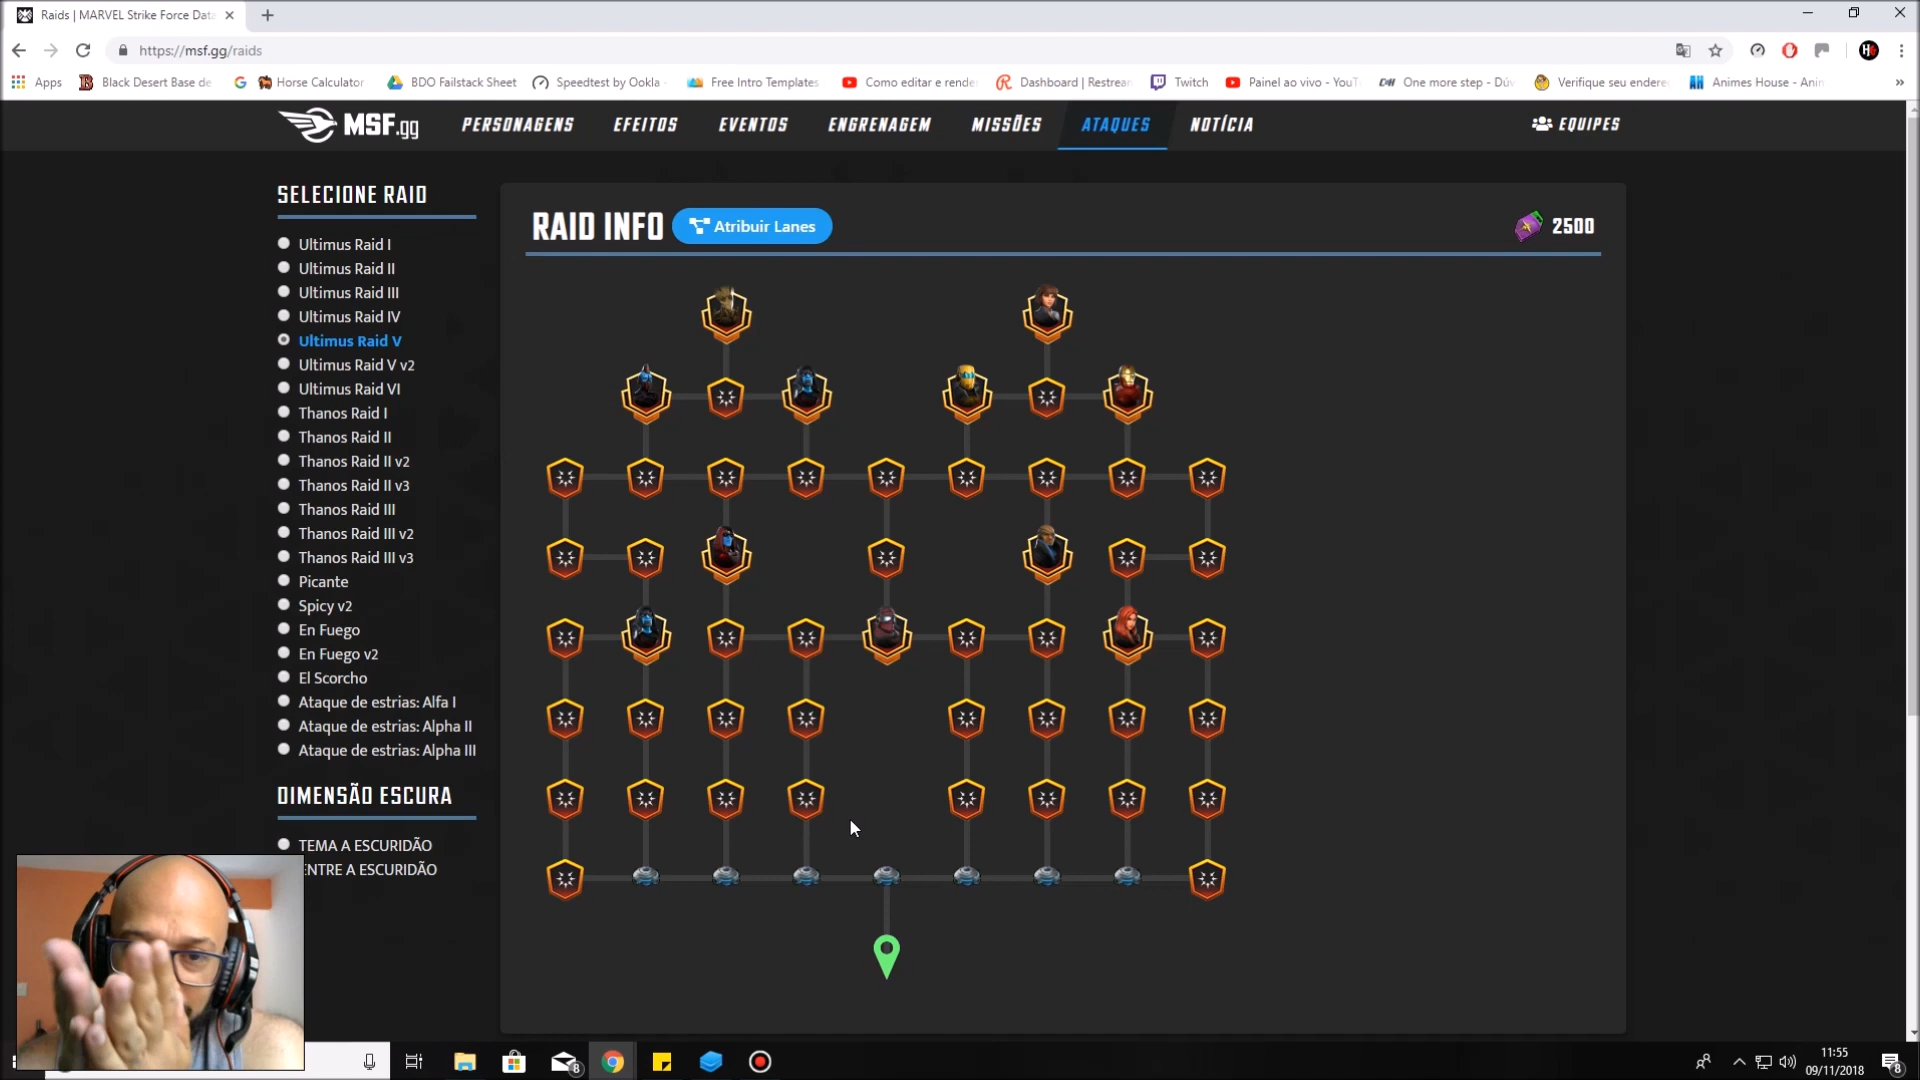 Raids | MARVEL Strike Force Data
https://msf.gg/raids
Apps Black Desert Base de Horse Calculator BDO Failstack Sheet Speedtest by Ookla - Free Intro Templates Como editar e rende Dashboard | Restrean Twitch Painel ao vivo - YouT One more step - Dúv Verifique seu endere Animes House - Anin »
MSF.gg PERSONAGENS EFEITOS EVENTOS ENGRENAGEM MISSÕES ATAQUES NOTÍCIA EQUIPES
SELECIONE RAID
Ultimus Raid I
Ultimus Raid II
Ultimus Raid III
Ultimus Raid IV
Ultimus Raid V
Ultimus Raid V v2
Ultimus Raid VI
Thanos Raid I
Thanos Raid II
Thanos Raid II v2
Thanos Raid II v3
Thanos Raid III
Thanos Raid III v2
Thanos Raid III v3
Picante
Spicy v2
En Fuego
En Fuego v2
El Scorcho
Ataque de estrias: Alfa I
Ataque de estrias: Alpha II
Ataque de estrias: Alpha III
DIMENSÃO ESCURA
TEMA A ESCURIDÃO
ENTRE A ESCURIDÃO
RAID INFO Atribuir Lanes 2500
8
11:55
09/11/2018
8